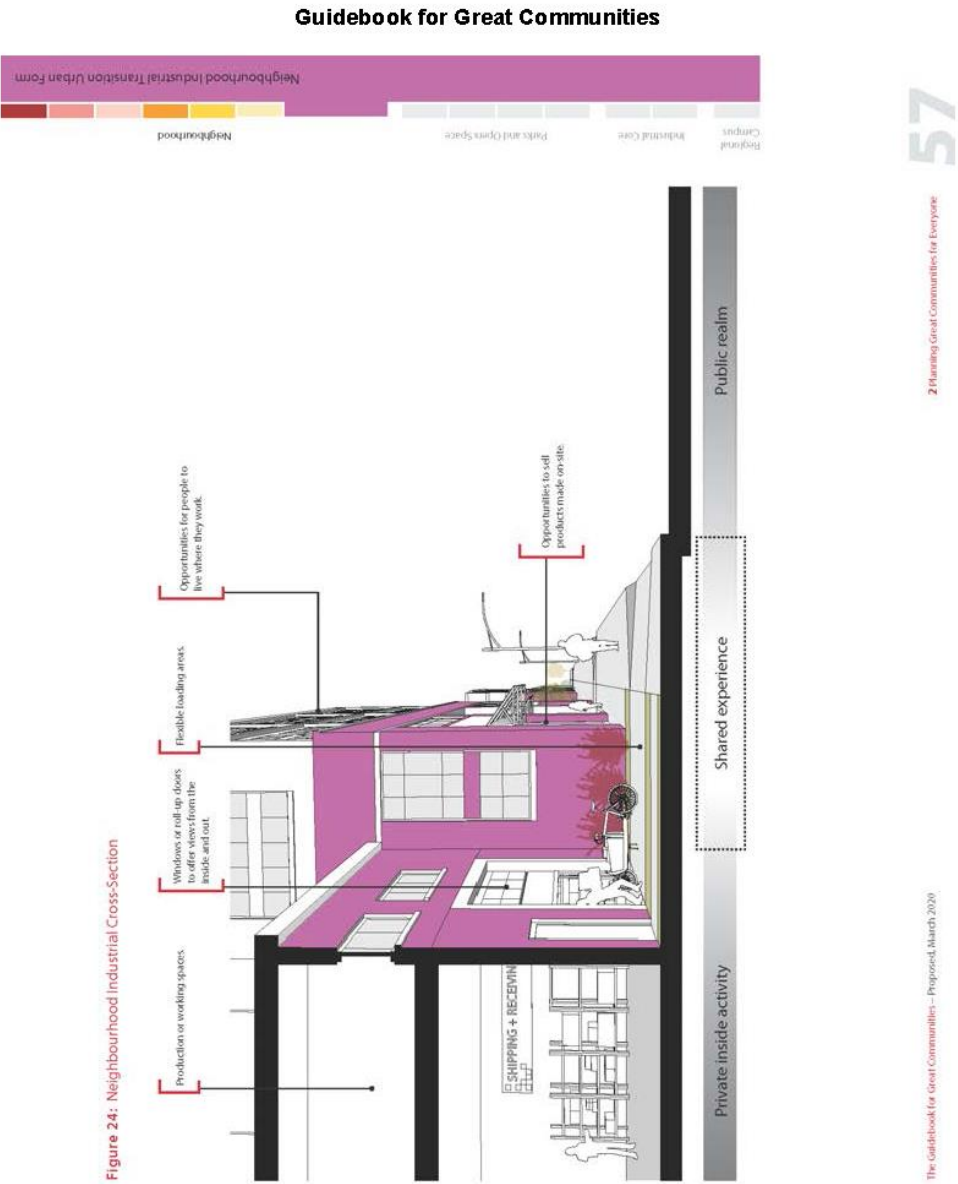 Guidebook for Great Communities
Neighbourhood Industrial Transition Urban Form
Neighbourhood
Parks and Opens Space
Industrial Core
Regional
Campus
Figure 24: Neighbourhood Industrial Cross-Section
Production or working spaces.
Windows or roll-up doors
to offer views from the
inside and out.
Flexible loading areas.
Opportunities for people to
live where they work.
Opportunities to sell
products made on-site.
SHIPPING + RECEIVIN
Private inside activity
Shared experience
Public realm
The Guidebook for Great Communities – Proposed, March 2020
2 Planning Great Communities for Everyone
57